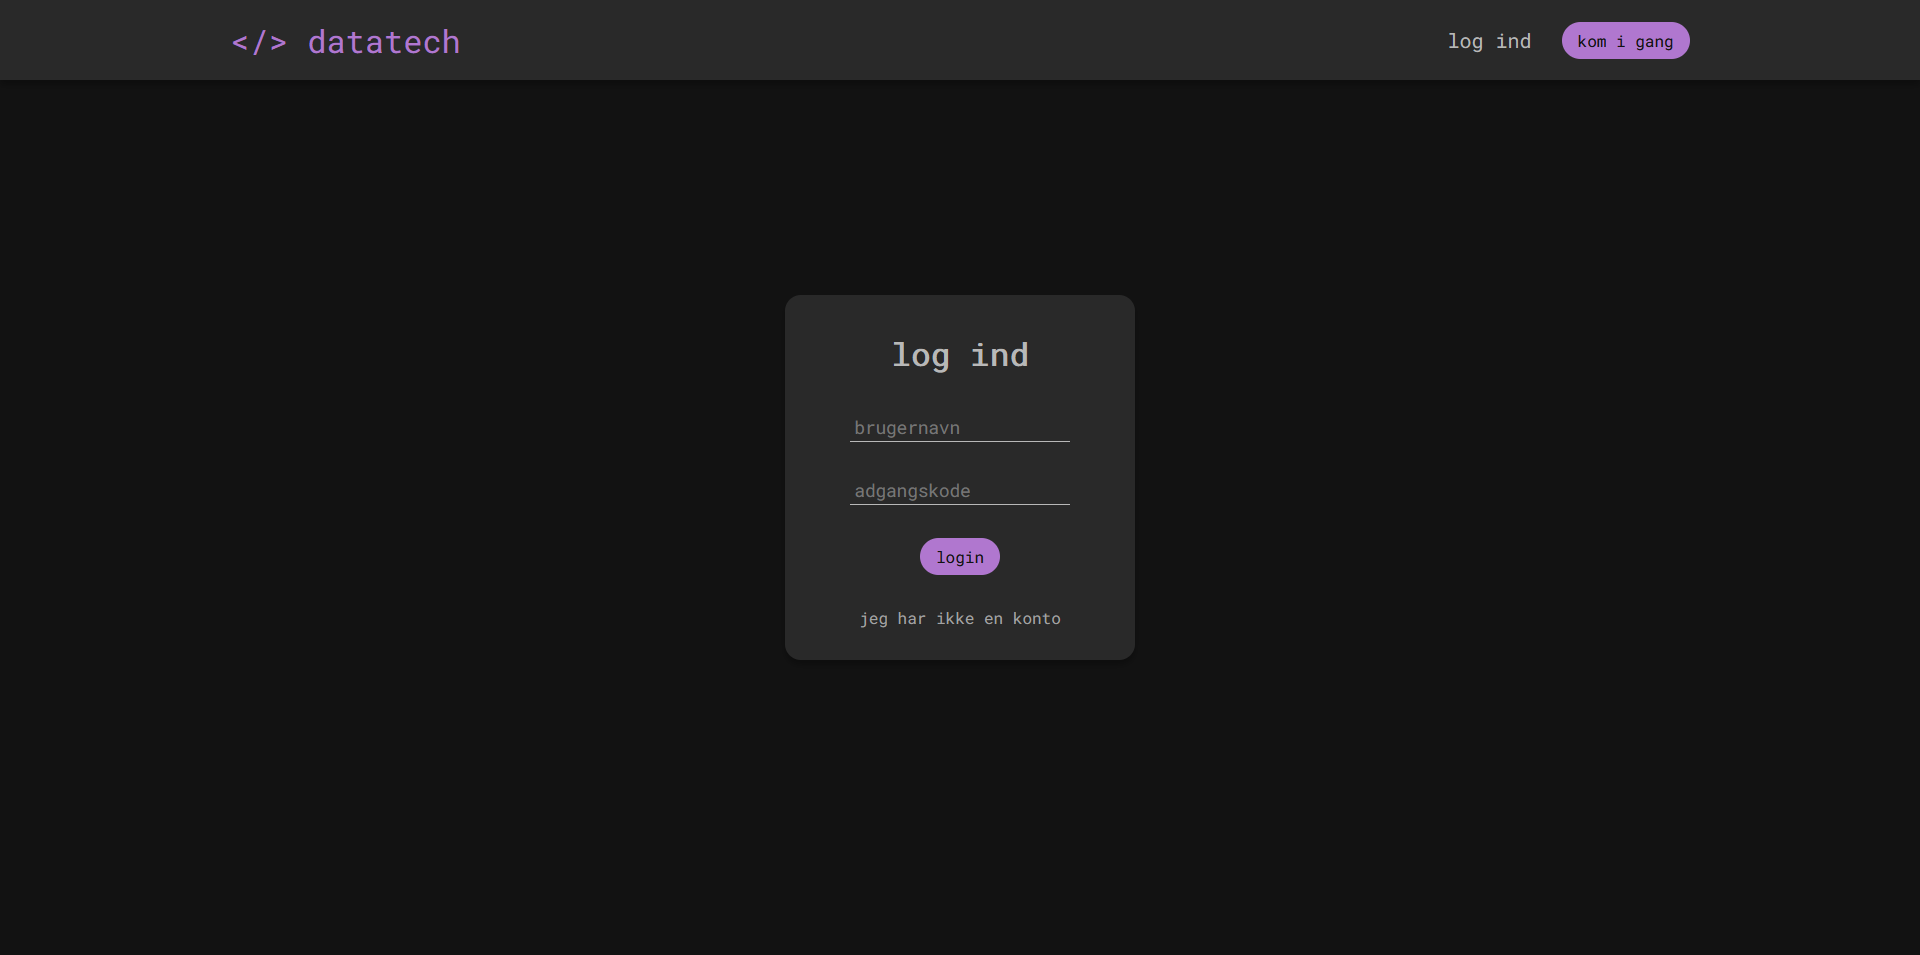 </> datatech
log ind
kom i gang
log ind
brugernavn
adgangskode
login
jeg har ikke en konto